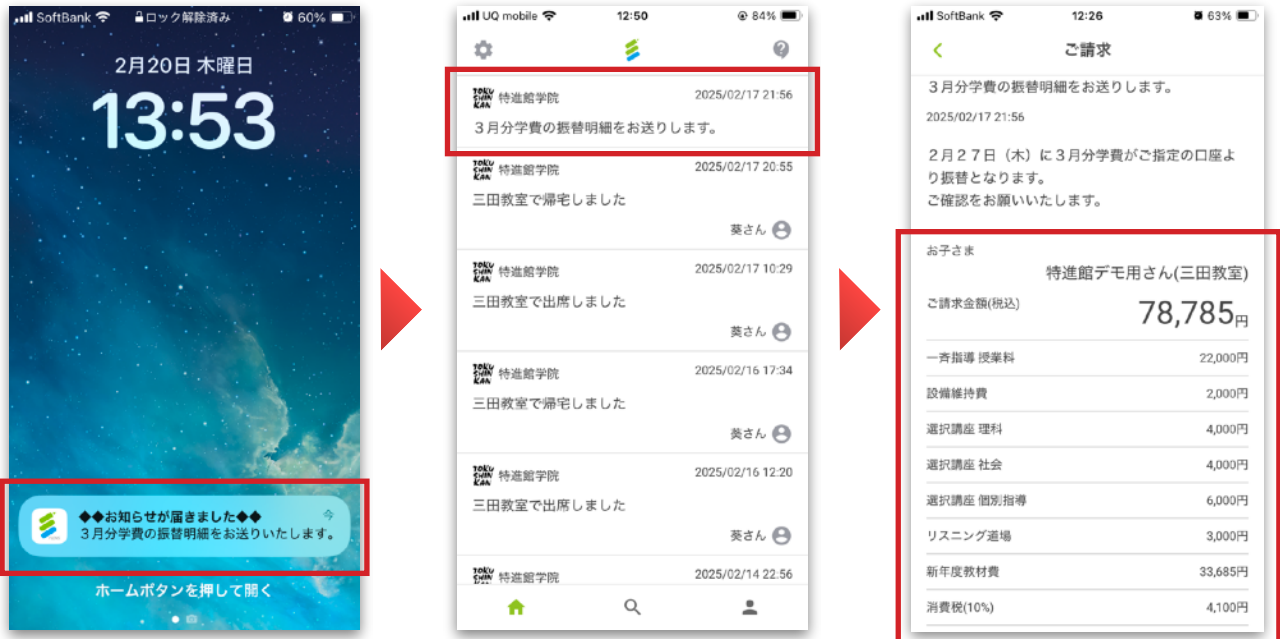 SoftBank ロック解除済み 60%
2月20日 木曜日
13:53
◆◆お知らせが届きました◆◆ 今
３月分学費の振替明細をお送りいたします。
ホームボタンを押して開く
UQ mobile 12:50 84%
TOKU SHIN KAN 特進館学院 2025/02/17 21:56
３月分学費の振替明細をお送りします。
TOKU SHIN KAN 特進館学院 2025/02/17 20:55
三田教室で帰宅しました
葵さん
TOKU SHIN KAN 特進館学院 2025/02/17 10:29
三田教室で出席しました
葵さん
TOKU SHIN KAN 特進館学院 2025/02/16 17:34
三田教室で帰宅しました
葵さん
TOKU SHIN KAN 特進館学院 2025/02/16 12:20
三田教室で出席しました
葵さん
TOKU SHIN 特進館学院 2025/02/14 22:56
SoftBank 12:26 63%
ご請求
３月分学費の振替明細をお送りします。
2025/02/17 21:56
２月２７日（木）に３月分学費がご指定の口座よ
り振替となります。
ご確認をお願いいたします。
お子さま
特進館デモ用さん(三田教室)
ご請求金額(税込) 78,785円
一斉指導 授業料 22,000円
設備維持費 2,000円
選択講座 理科 4,000円
選択講座 社会 4,000円
選択講座 個別指導 6,000円
リスニング道場 3,000円
新年度教材費 33,685円
消費税(10%) 4,100円